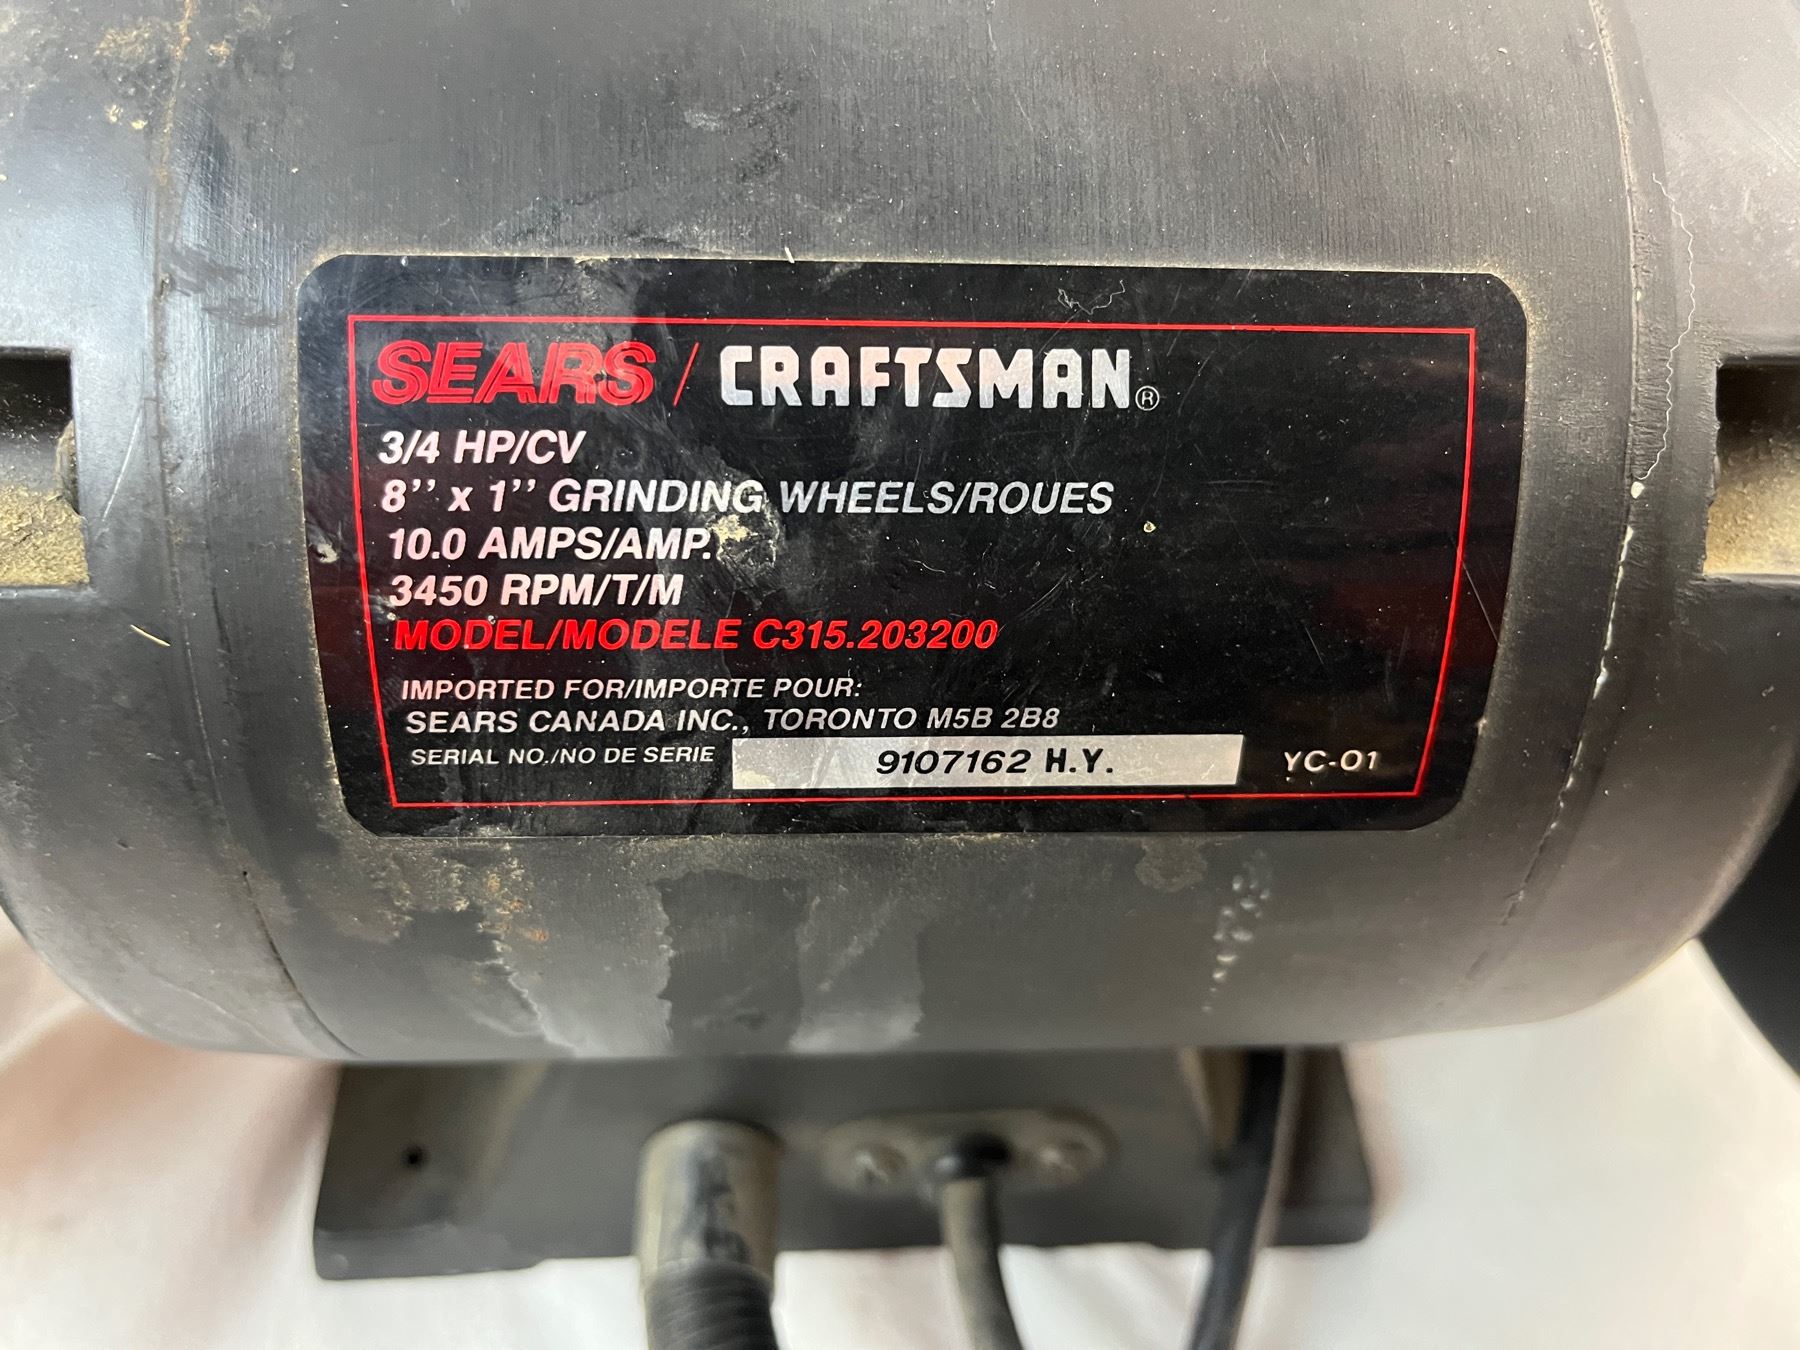 SEARS / CRAFTSMAN®
3/4 HP/CV
8'' x 1'' GRINDING WHEELS/ROUES
10.0 AMPS/AMP.
3450 RPM/T/M
MODEL/MODELE C315.203200
IMPORTED FOR/IMPORTE POUR:
SEARS CANADA INC., TORONTO M5B 2B8
SERIAL NO./NO DE SERIE 9107162 H.Y. YC-01